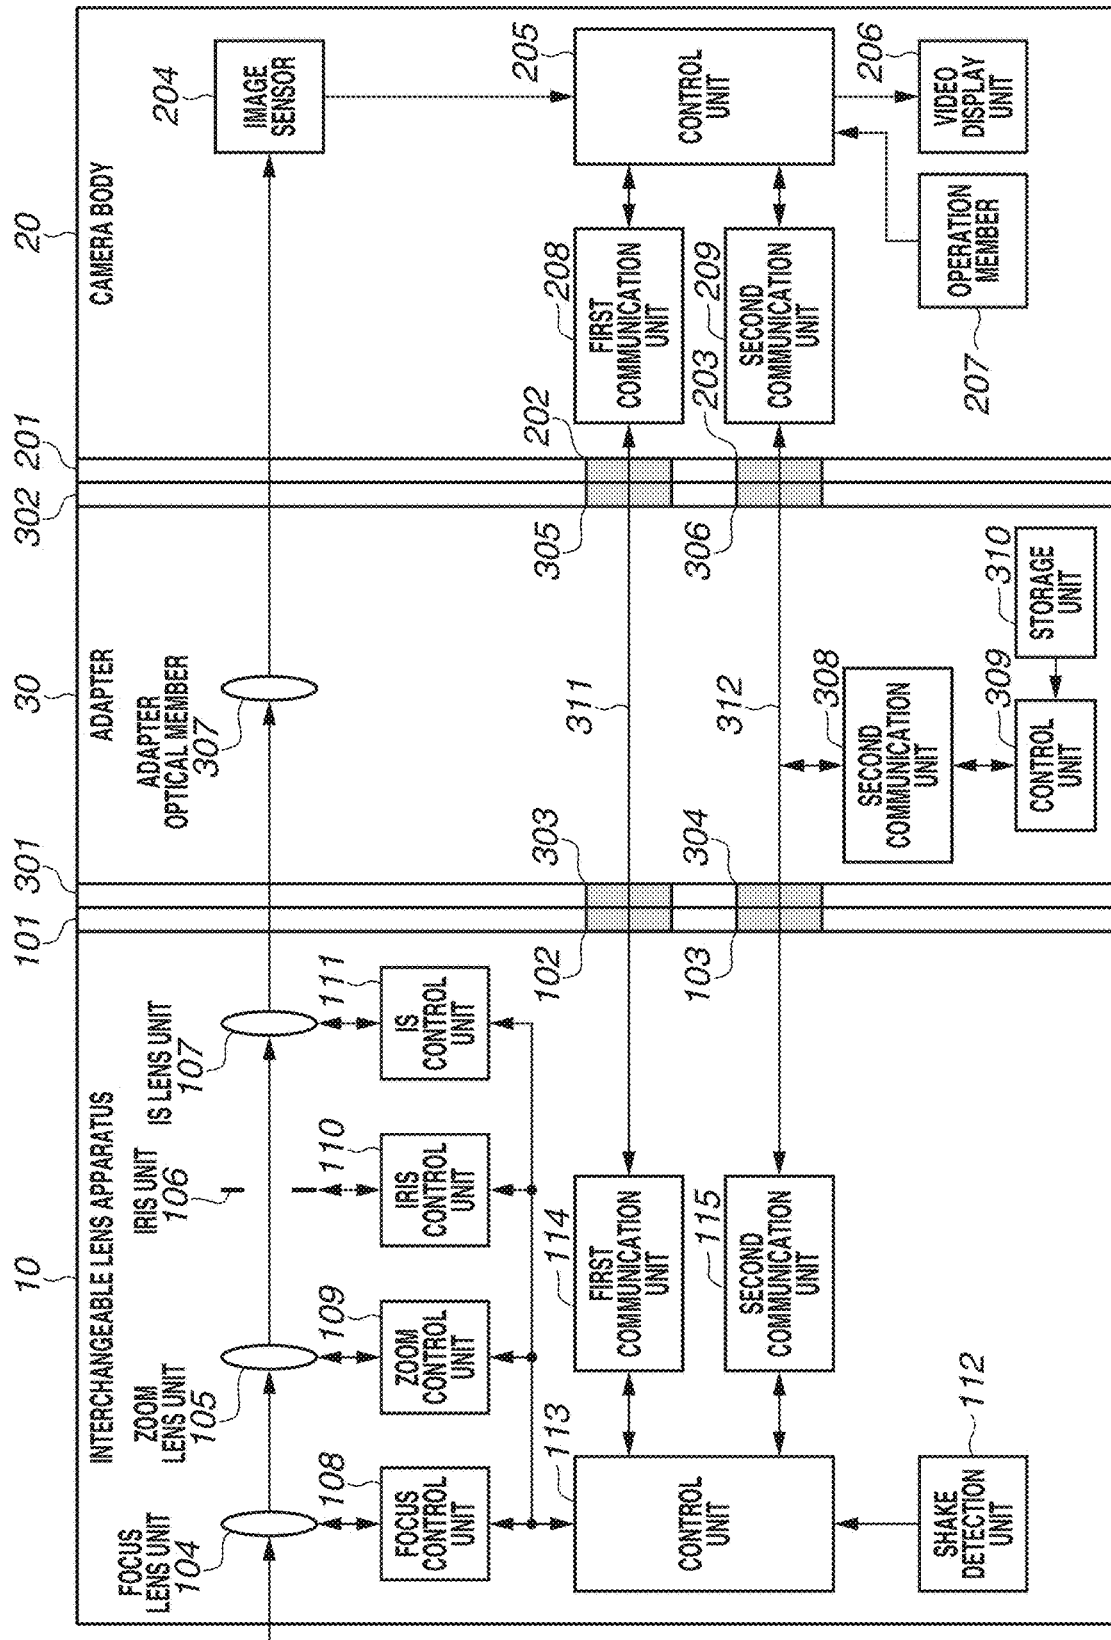 10
INTERCHANGEABLE LENS APPARATUS
FOCUS
LENS UNIT
104
ZOOM
LENS UNIT
105
IRIS UNIT
106
IS LENS UNIT
107
108
FOCUS
CONTROL
UNIT
109
ZOOM
CONTROL
UNIT
110
IRIS
CONTROL
UNIT
111
IS
CONTROL
UNIT
113
CONTROL
UNIT
114
FIRST
COMMUNICATION
UNIT
115
SECOND
COMMUNICATION
UNIT
112
SHAKE
DETECTION
UNIT
101
301
102
303
103
304
30
ADAPTER
ADAPTER
OPTICAL MEMBER
307
311
312
308
SECOND
COMMUNICATION
UNIT
309
CONTROL
UNIT
310
STORAGE
UNIT
302
201
305
202
306
203
20
CAMERA BODY
204
IMAGE
SENSOR
208
FIRST
COMMUNICATION
UNIT
209
SECOND
COMMUNICATION
UNIT
205
CONTROL
UNIT
207
OPERATION
MEMBER
206
VIDEO
DISPLAY
UNIT